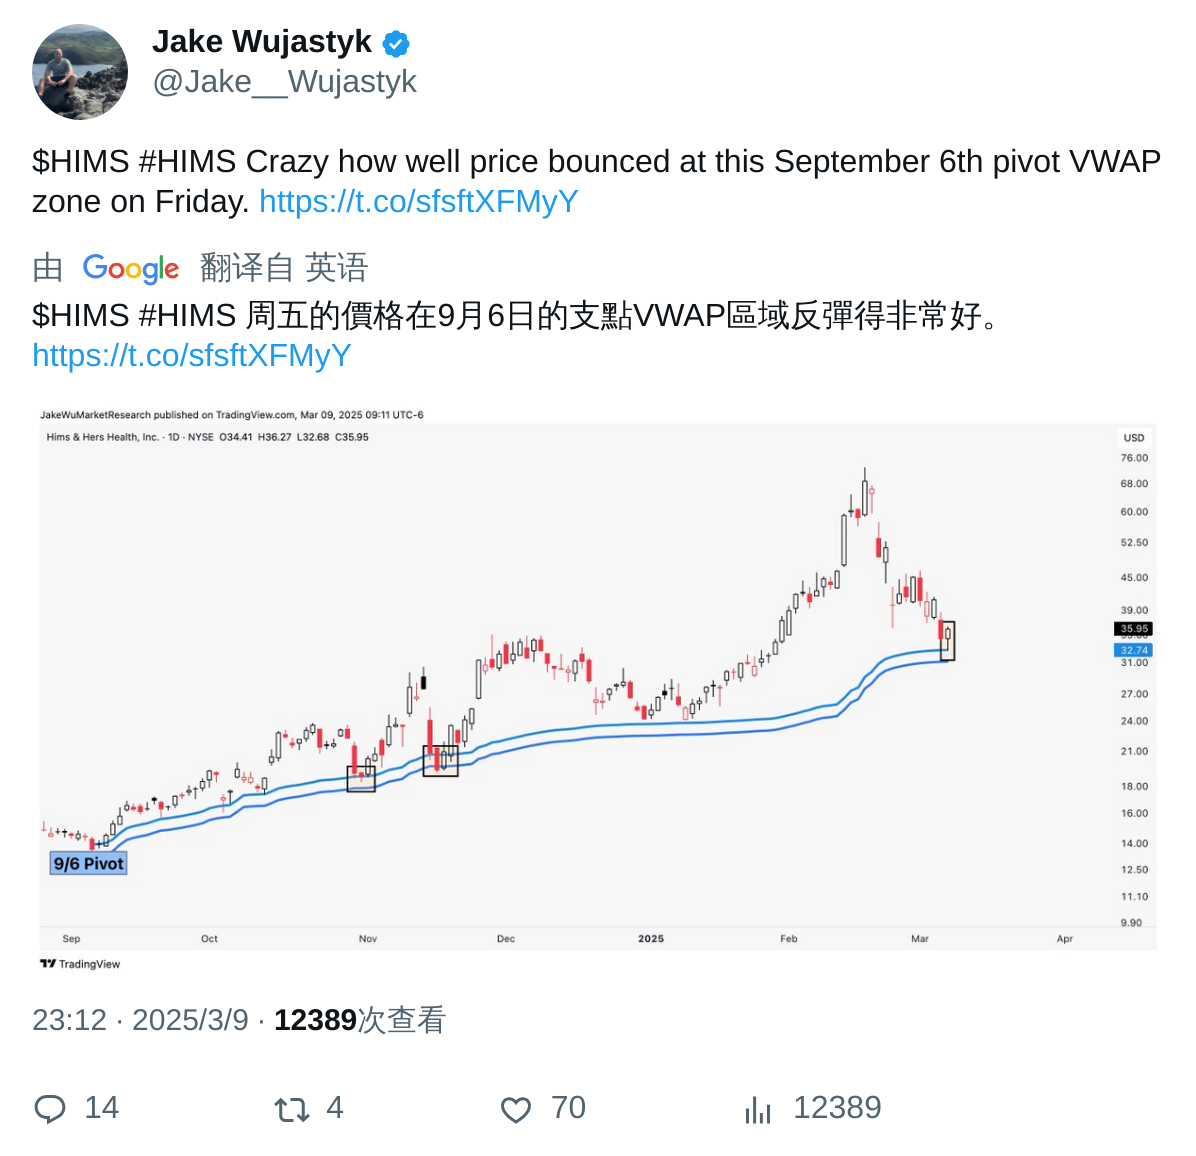 Jake Wujastyk
@Jake__Wujastyk
$HIMS #HIMS Crazy how well price bounced at this September 6th pivot VWAP
zone on Friday. https://t.co/sfsftXFMyY
由 Google 翻译自 英语
$HIMS #HIMS 周五的價格在9月6日的支點VWAP區域反彈得非常好。
https://t.co/sfsftXFMyY
JakeWuMarketResearch published on TradingView.com, Mar 09, 2025 09:11 UTC-6
Hims & Hers Health, Inc. · 1D · NYSE O34.41 H36.27 L32.68 C35.95
USD
76.00
68.00
60.00
52.50
45.00
39.00
35.95
32.74
31.00
27.00
24.00
21.00
18.00
16.00
14.00
12.50
11.10
9.90
9/6 Pivot
Sep Oct Nov Dec 2025 Feb Mar Apr
TradingView
23:12 · 2025/3/9 · 12389次查看
14 4 70 12389